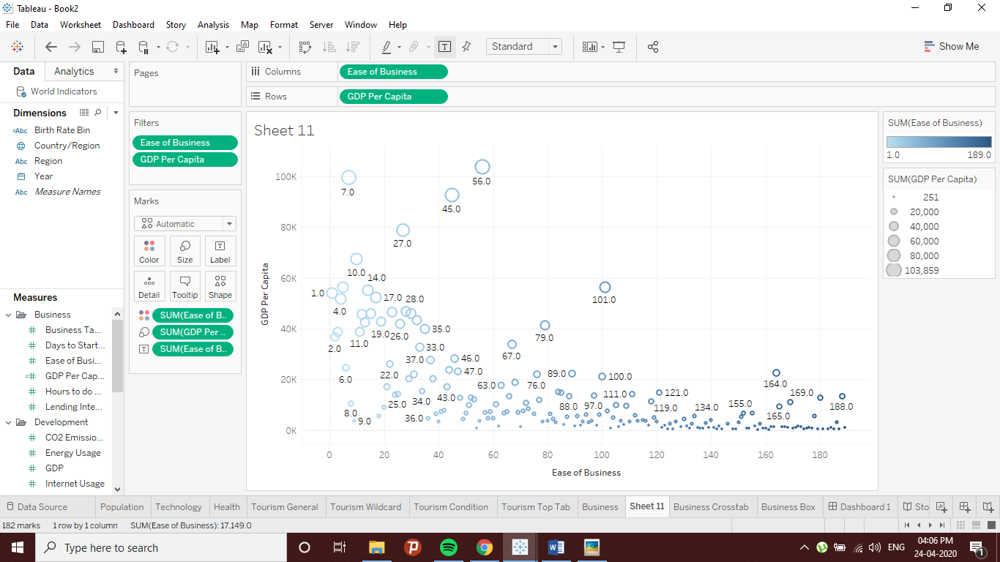 Tableau - Book2
File Data Worksheet Dashboard Story Analysis Map Format Server Window Help
Standard
Show Me
Data Analytics
World Indicators
Dimensions
Abc Birth Rate Bin
Country/Region
Abc Region
Year
Abc Measure Names
Measures
Business
Business Ta...
Days to Start...
Ease of Busi...
GDP Per Cap...
Hours to do ...
Lending Inte...
Development
CO2 Emissio...
Energy Usage
GDP
Internet Usage
Pages
Filters
Ease of Business
GDP Per Capita
Marks
Automatic
Color Size Label
Detail Tooltip Shape
SUM(Ease of B..
SUM(GDP Per ..
SUM(Ease of B..
Columns Ease of Business
Rows GDP Per Capita
Sheet 11
GDP Per Capita
100K
80K
60K
40K
20K
0K
56.0
7.0
45.0
27.0
10.0
14.0
1.0
17.0 28.0
101.0
4.0
19.0 26.0 35.0
79.0
2.0 11.0
33.0
67.0
37.0 46.0
6.0 22.0 47.0
63.0 76.0 89.0 100.0
164.0
25.0 34.0 43.0
88.0 97.0 111.0 121.0
169.0
8.0 9.0 36.0
119.0 134.0 155.0 165.0 188.0
0 20 40 60 80 100 120 140 160 180
Ease of Business
SUM(Ease of Business)
1.0 189.0
SUM(GDP Per Capita)
251
20,000
40,000
60,000
80,000
103,859
Data Source Population Technology Health Tourism General Tourism Wildcard Tourism Condition Tourism Top Tab Business Sheet 11 Business Crosstab Business Box Dashboard 1 Sto
182 marks 1 row by 1 column SUM(Ease of Business): 17,149.0
Type here to search
ENG
04:06 PM
24-04-2020
1